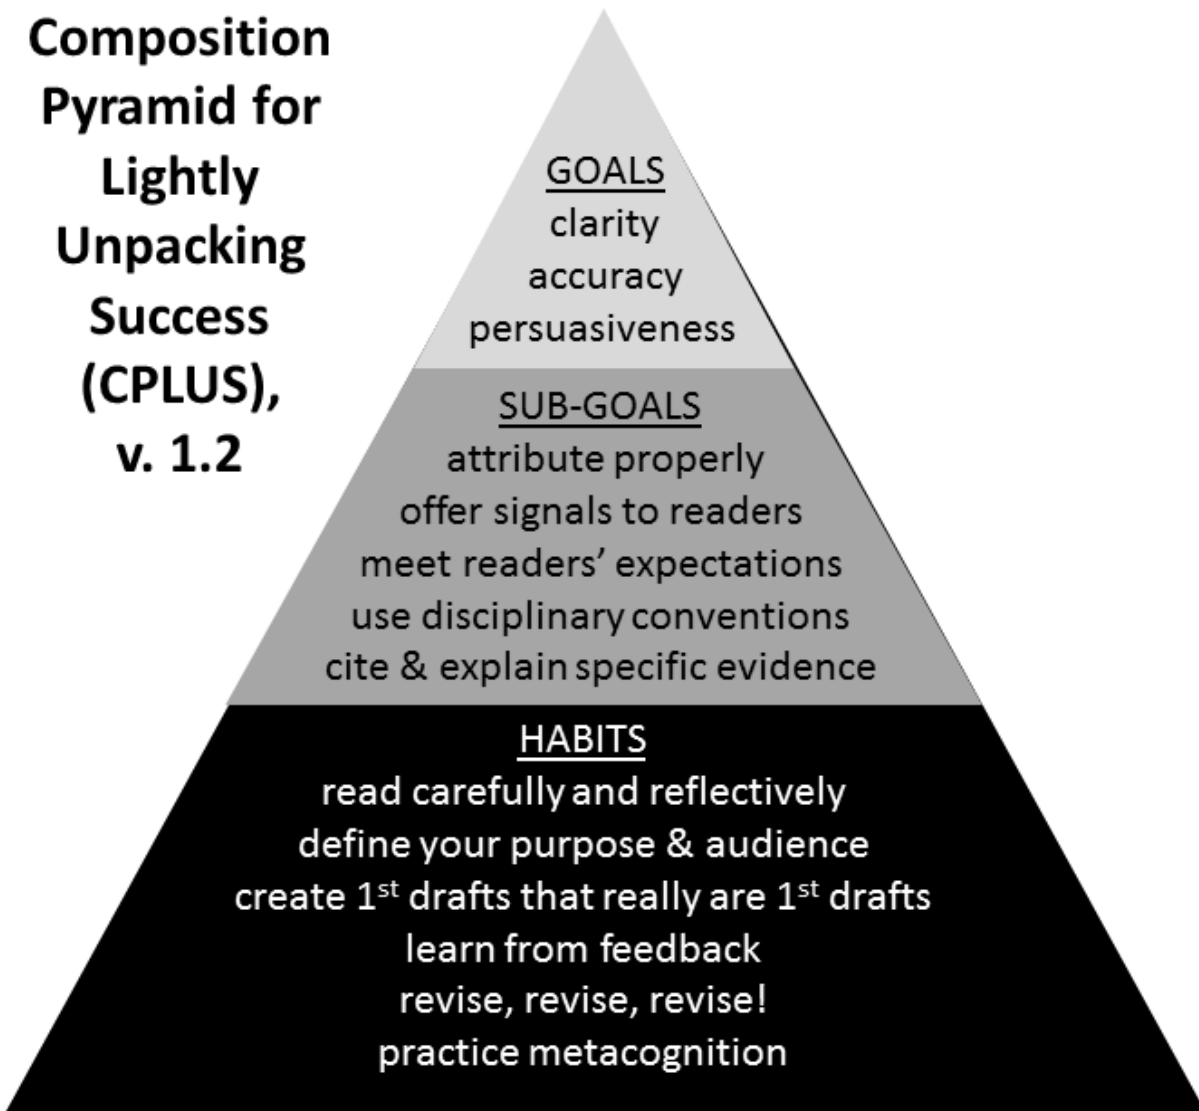 Composition
Pyramid for
Lightly
Unpacking
Success
(CPLUS),
v. 1.2
GOALS
clarity
accuracy
persuasiveness
SUB-GOALS
attribute properly
offer signals to readers
meet readers’ expectations
use disciplinary conventions
cite & explain specific evidence
HABITS
read carefully and reflectively
define your purpose & audience
create 1st drafts that really are 1st drafts
learn from feedback
revise, revise, revise!
practice metacognition